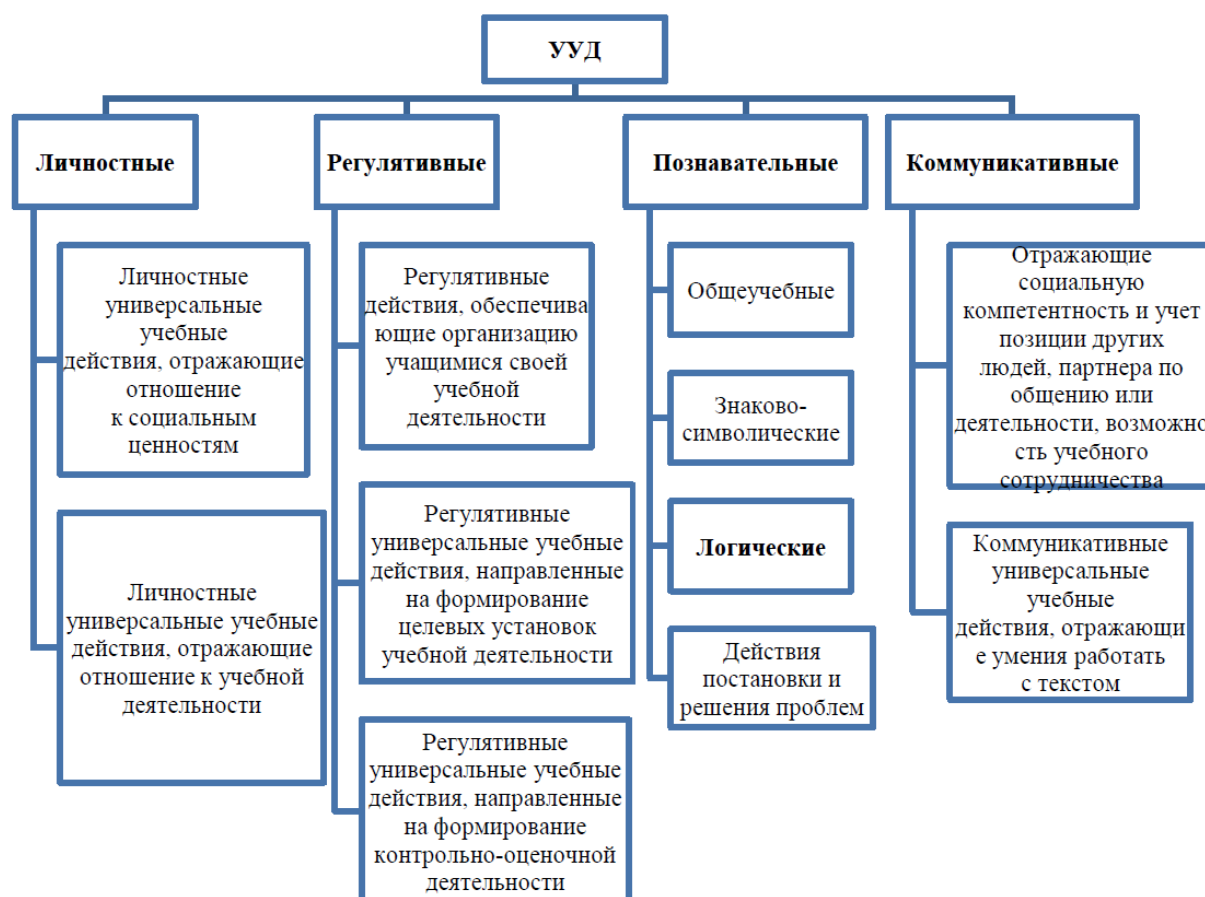 УУД
Личностные
Регулятивные
Познавательные
Коммуникативные
Личностные
универсальные
учебные
действия, отражающие
отношение
к социальным
ценностям
Личностные
универсальные учебные
действия, отражающие
отношение к учебной
деятельности
Регулятивные
действия, обеспечива
ющие организацию
учащимися своей
учебной
деятельности
Регулятивные
универсальные учебные
действия, направленные
на формирование
целевых установок
учебной деятельности
Регулятивные
универсальные учебные
действия, направленные
на формирование
контрольно-оценочной
деятельности
Общеучебные
Знаково-
символические
Логические
Действия
постановки и
решения проблем
Отражающие
социальную
компетентность и учет
позиции других
людей, партнера по
общению или
деятельности, возможно
сть учебного
сотрудничества
Коммуникативные
универсальные
учебные
действия, отражающи
е умения работать
с текстом